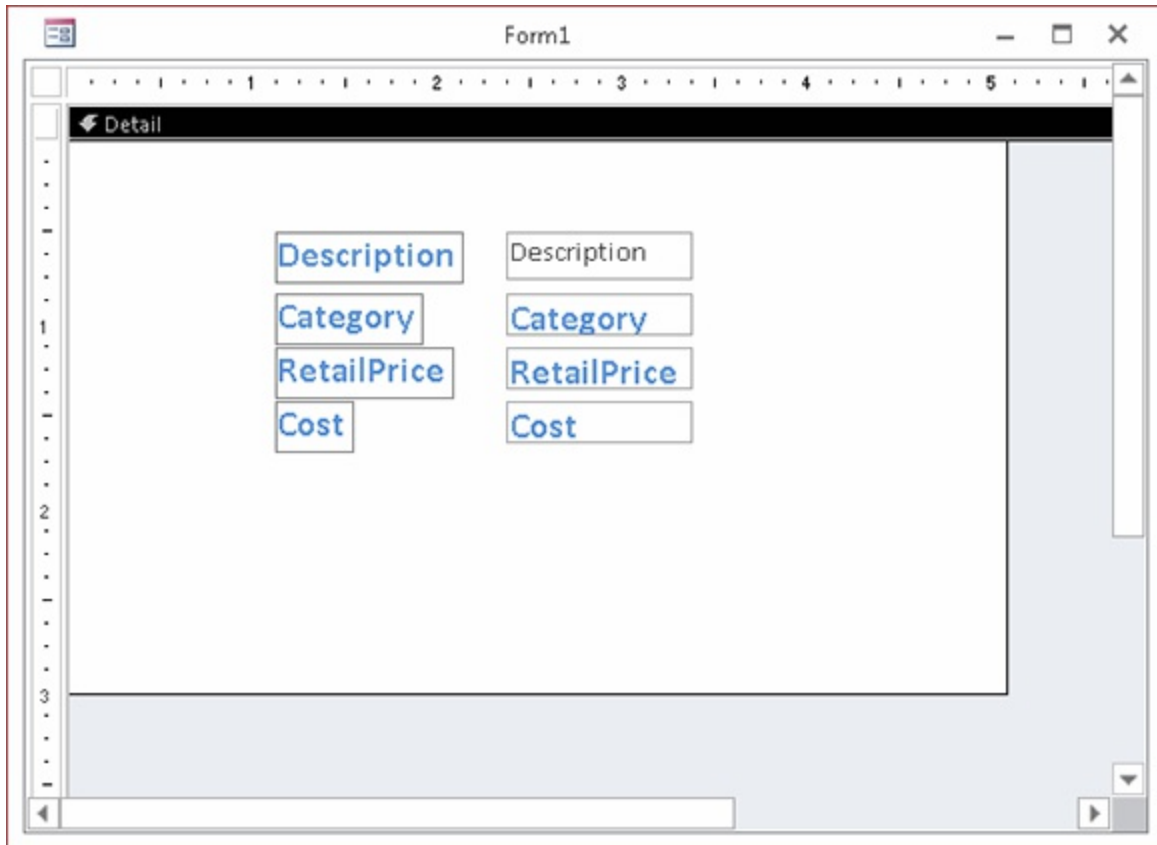 Form1
1 2 3 4 5
Detail
Description Description
Category Category
1
RetailPrice RetailPrice
Cost Cost
2
3